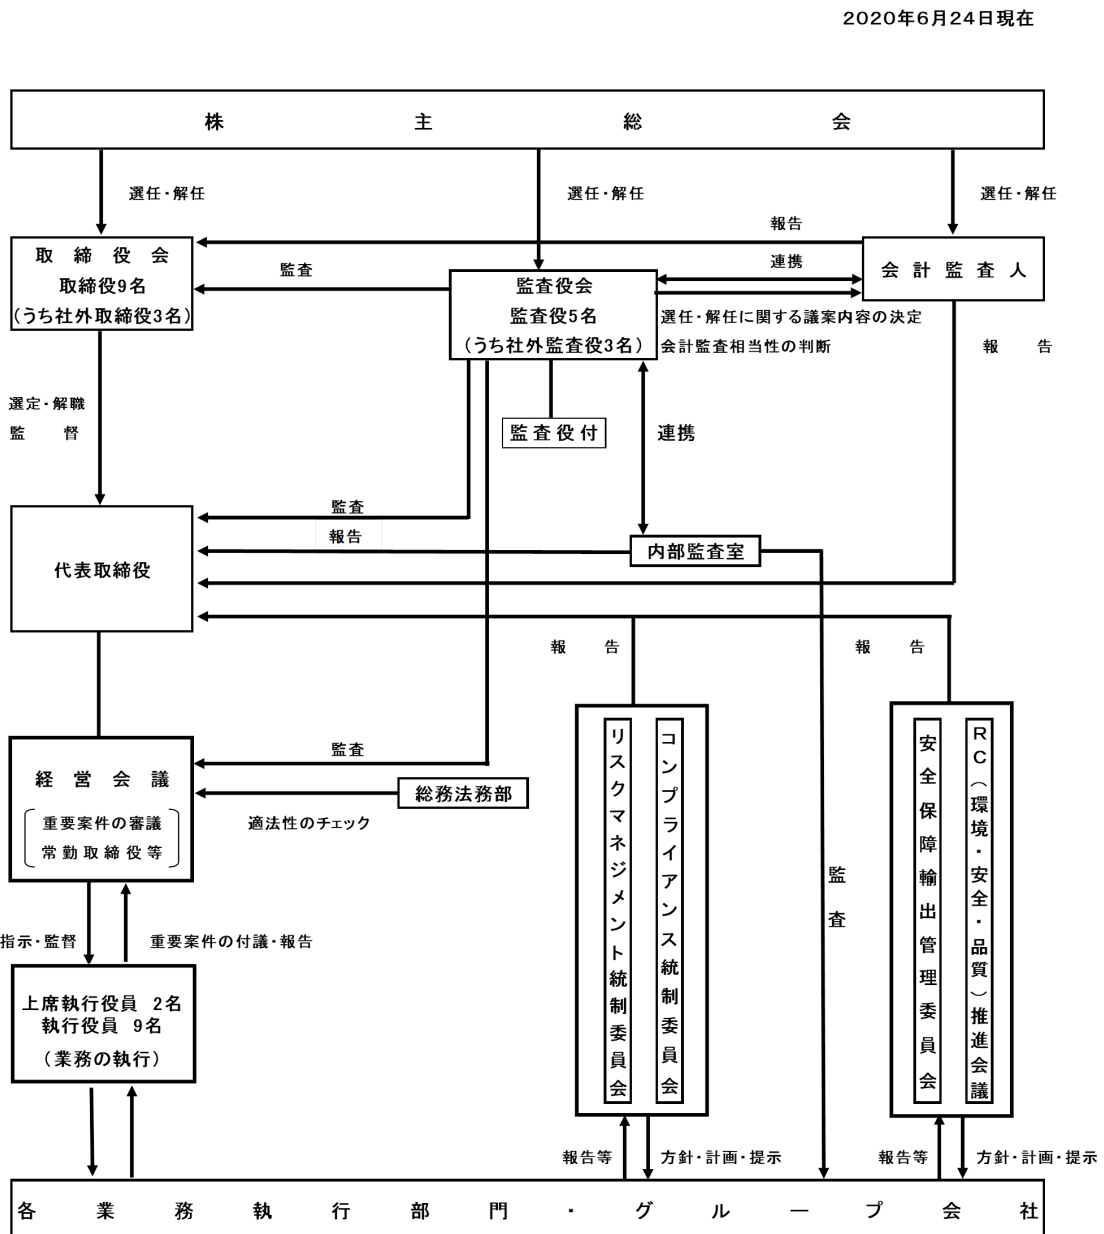 2020年6月24日現在
株主総会
選任・解任
選任・解任
選任・解任
報告
取締役会
取締役9名
(うち社外取締役3名)
監査
連携
会計監査人
監査役会
監査役5名
(うち社外監査役3名)
選任・解任に関する議案内容の決定
会計監査相当性の判断
報告
選定・解職
監督
監査役付
連携
監査
報告
内部監査室
代表取締役
報告
報告
監査
経営会議
重要案件の審議
常勤取締役等
総務法務部
適法性のチェック
リスクマネジメント統制委員会
コンプライアンス統制委員会
監査
安全保障輸出管理委員会
RC(環境・安全・品質)推進会議
指示・監督
重要案件の付議・報告
上席執行役員 2名
執行役員 9名
(業務の執行)
報告等
方針・計画・提示
報告等
方針・計画・提示
各業務執行部門・グループ会社